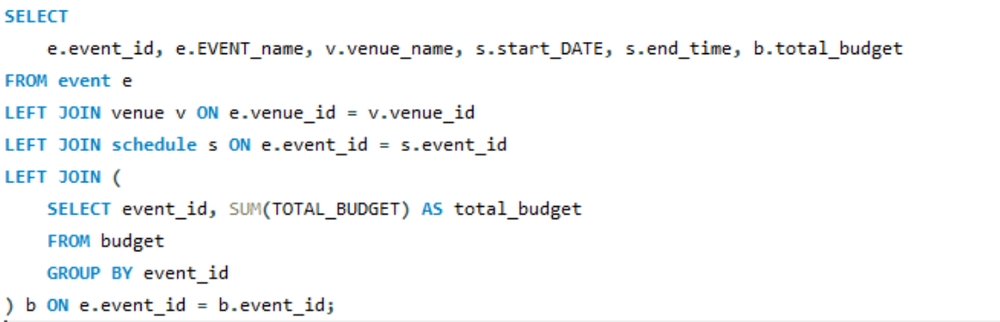 SELECT
    e.event_id, e.EVENT_name, v.venue_name, s.start_DATE, s.end_time, b.total_budget
FROM event e
LEFT JOIN venue v ON e.venue_id = v.venue_id
LEFT JOIN schedule s ON e.event_id = s.event_id
LEFT JOIN (
    SELECT event_id, SUM(TOTAL_BUDGET) AS total_budget
    FROM budget
    GROUP BY event_id
) b ON e.event_id = b.event_id;